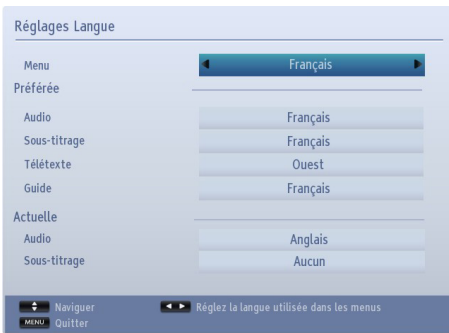 Réglages Langue
Menu Français
Préférée
Audio Français
Sous-titrage Français
Télétexte Ouest
Guide Français
Actuelle
Audio Anglais
Sous-titrage Aucun
Naviguer Réglez la langue utilisée dans les menus
MENU Quitter